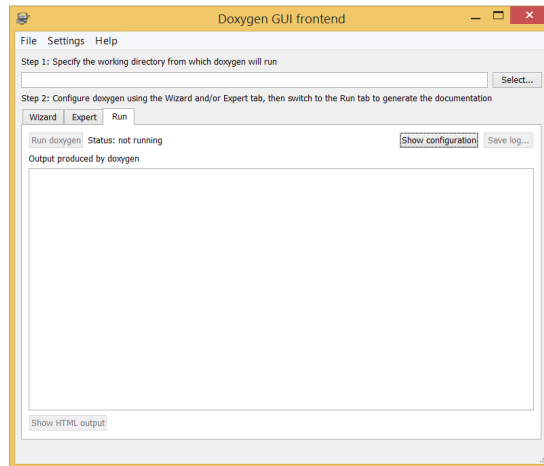 Doxygen GUI frontend
File Settings Help
Step 1: Specify the working directory from which doxygen will run
Select...
Step 2: Configure doxygen using the Wizard and/or Expert tab, then switch to the Run tab to generate the documentation
Wizard Expert Run
Run doxygen Status: not running Show configuration Save log...
Output produced by doxygen
Show HTML output